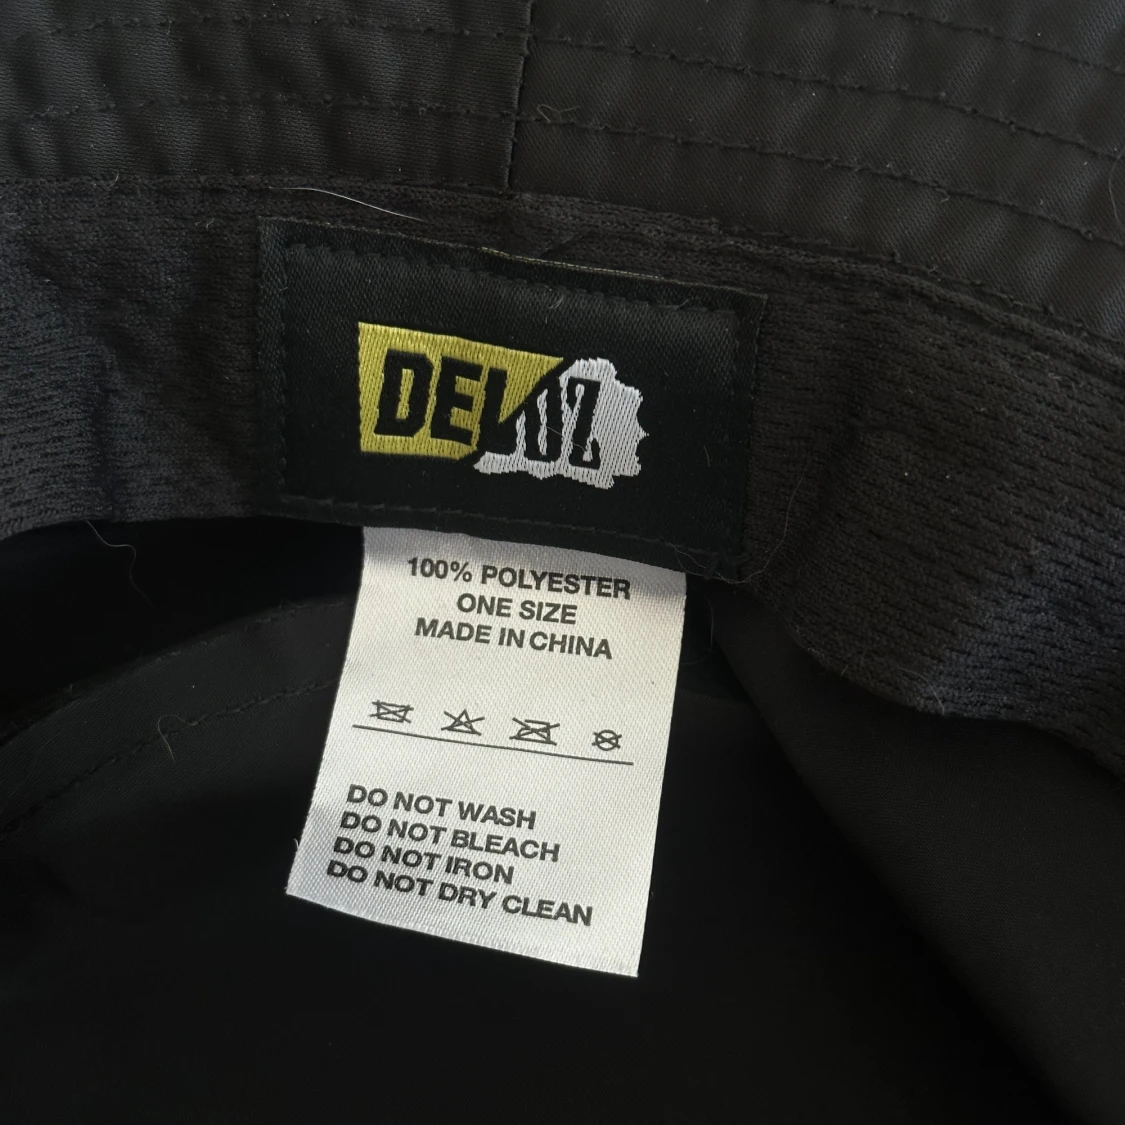 100% POLYESTER
ONE SIZE
MADE IN CHINA
DO NOT WASH
DO NOT BLEACH
DO NOT IRON
DO NOT DRY CLEAN